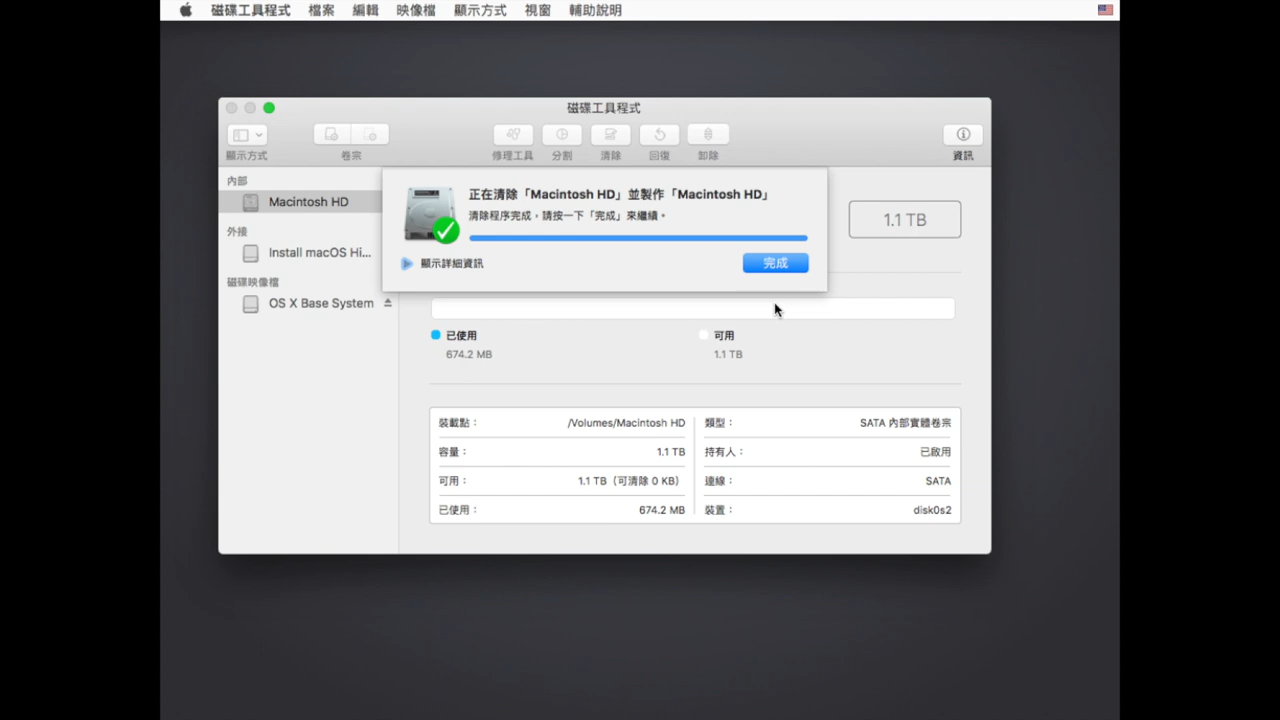 磁碟工具程式 檔案 編輯 映像檔 顯示方式 視窗 輔助說明
磁碟工具程式
顯示方式 卷宗 修理工具 分割 清除 回復 卸除 資訊
內部
Macintosh HD
外接
Install macOS Hi...
磁碟映像檔
OS X Base System
正在清除「Macintosh HD」並製作「Macintosh HD」
清除程序完成，請按一下「完成」來繼續。
顯示詳細資訊
完成
1.1 TB
已使用
674.2 MB
可用
1.1 TB
裝載點： /Volumes/Macintosh HD
容量： 1.1 TB
可用： 1.1 TB（可清除 0 KB）
已使用： 674.2 MB
類型： SATA 內部實體卷宗
持有人： 已啟用
連線： SATA
裝置： disk0s2